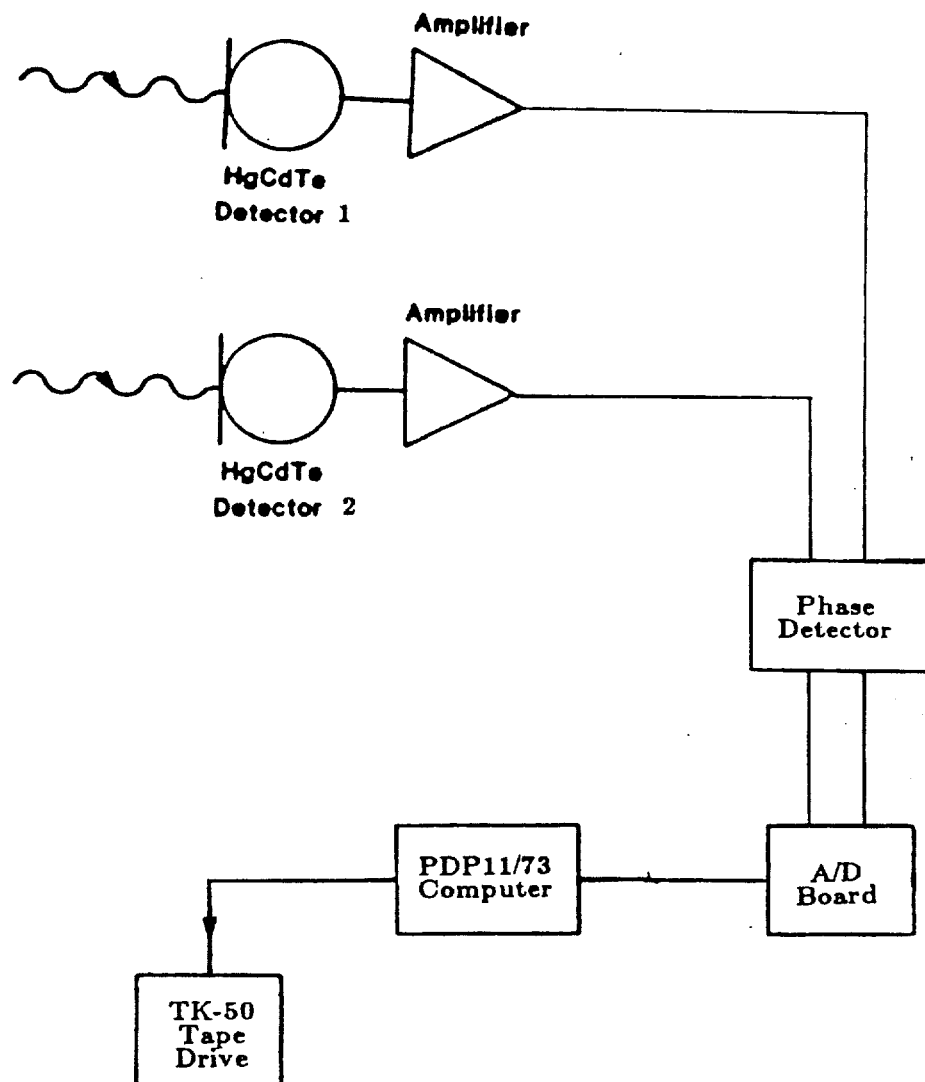 Amplifier
HgCdTe
Detector 1
Amplifier
HgCdTe
Detector 2
Phase
Detector
PDP11/73
Computer
A/D
Board
TK-50
Tape
Drive